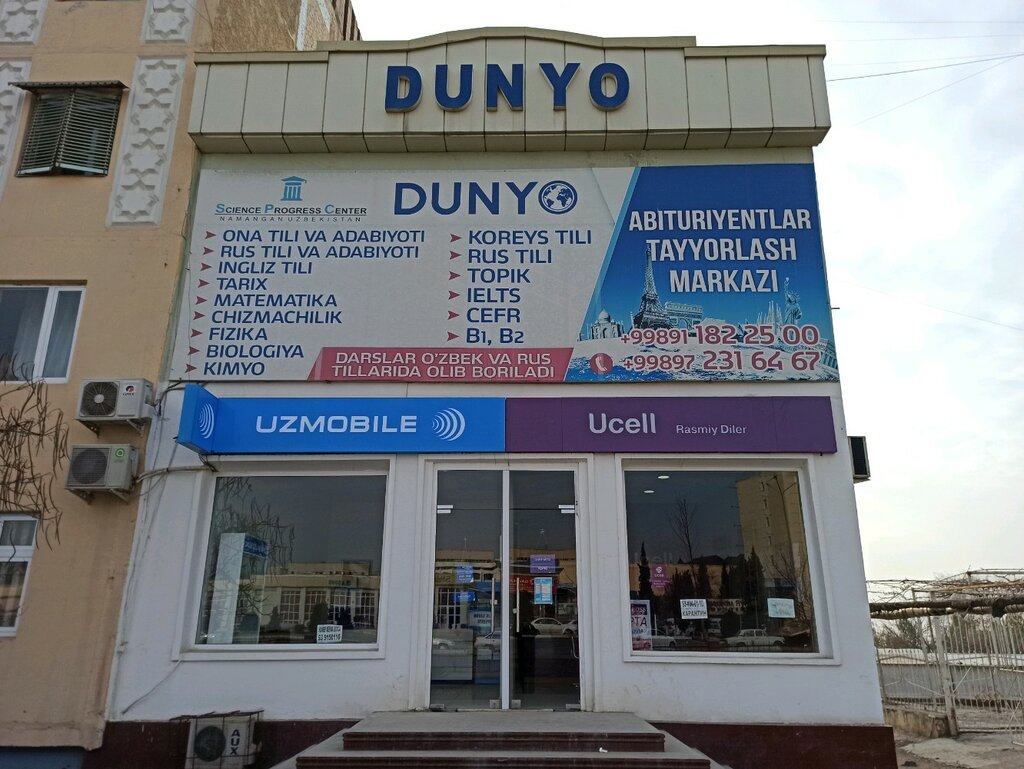 DUNYO
SCIENCE PROGRESS CENTER
NAMANGAN UZBEKISTAN
DUNYO
ONA TILI VA ADABIYOTI
RUS TILI VA ADABIYOTI
INGLIZ TILI
TARIX
MATEMATIKA
CHIZMACHILIK
FIZIKA
BIOLOGIYA
KIMYO
KOREYS TILI
RUS TILI
TOPIK
IELTS
CEFR
B1, B2
DARSLAR O'ZBEK VA RUS
TILLARIDA OLIB BORILADI
ABITURIYENTLAR
TAYYORLASH
MARKAZI
+99891 182 25 00
+99897 231 64 67
UZMOBILE
Ucell Rasmiy Diler
Ucell
КАРАНТИН
AUX